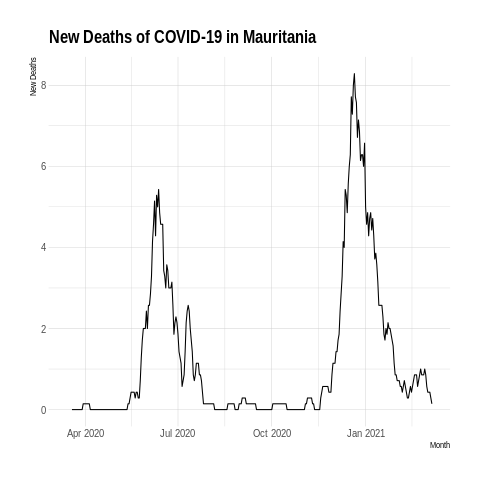 New Deaths of COVID-19 in Mauritania
New Deaths
8
6
4
2
0
Apr 2020 Jul 2020 Oct 2020 Jan 2021
Month